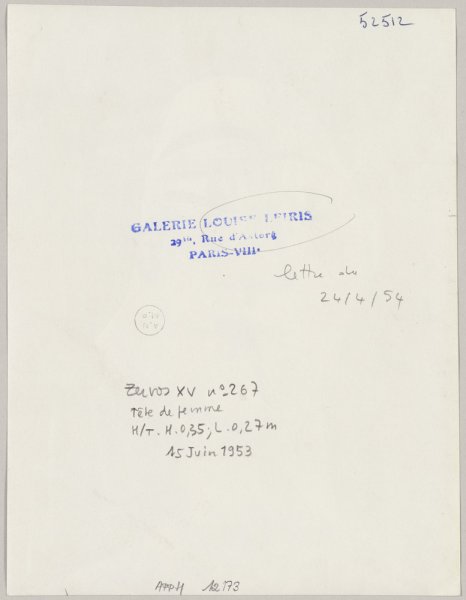 52512
GALERIE LOUISE LEIRIS
29bis, Rue d'Astorg
PARIS-VIIIe
lettre du
24/4/54
Zervos XV nº 267
Tête de femme
H/T. H.0,35; L.0,27m
15 Juin 1953
APPH 12173